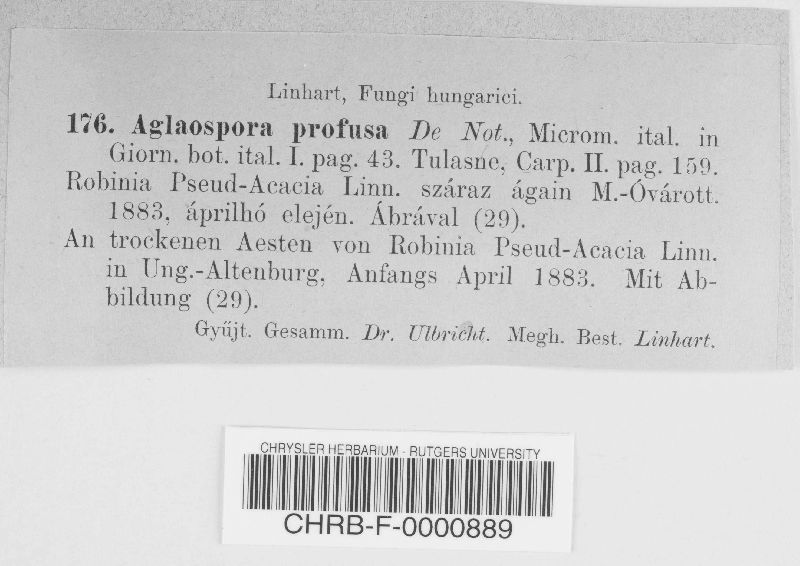 Linhart, Fungi hungarici.
176. Aglaospora profusa De Not., Microm. ital. in
Giorn. bot. ital. I. pag. 43. Tulasne, Carp. II. pag. 159.
Robinia Pseud-Acacia Linn. száraz ágain M.-Óvárott.
1883, áprilhó elején. Ábrával (29).
An trockenen Aesten von Robinia Pseud-Acacia Linn.
in Ung.-Altenburg, Anfangs April 1883. Mit Ab-
bildung (29).
Gyűjt. Gesamm. Dr. Ulbricht. Megh. Best. Linhart.
CHRYSLER HERBARIUM - RUTGERS UNIVERSITY
CHRB-F-0000889